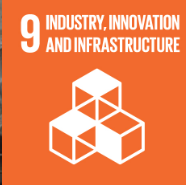 9 INDUSTRY, INNOVATION
AND INFRASTRUCTURE